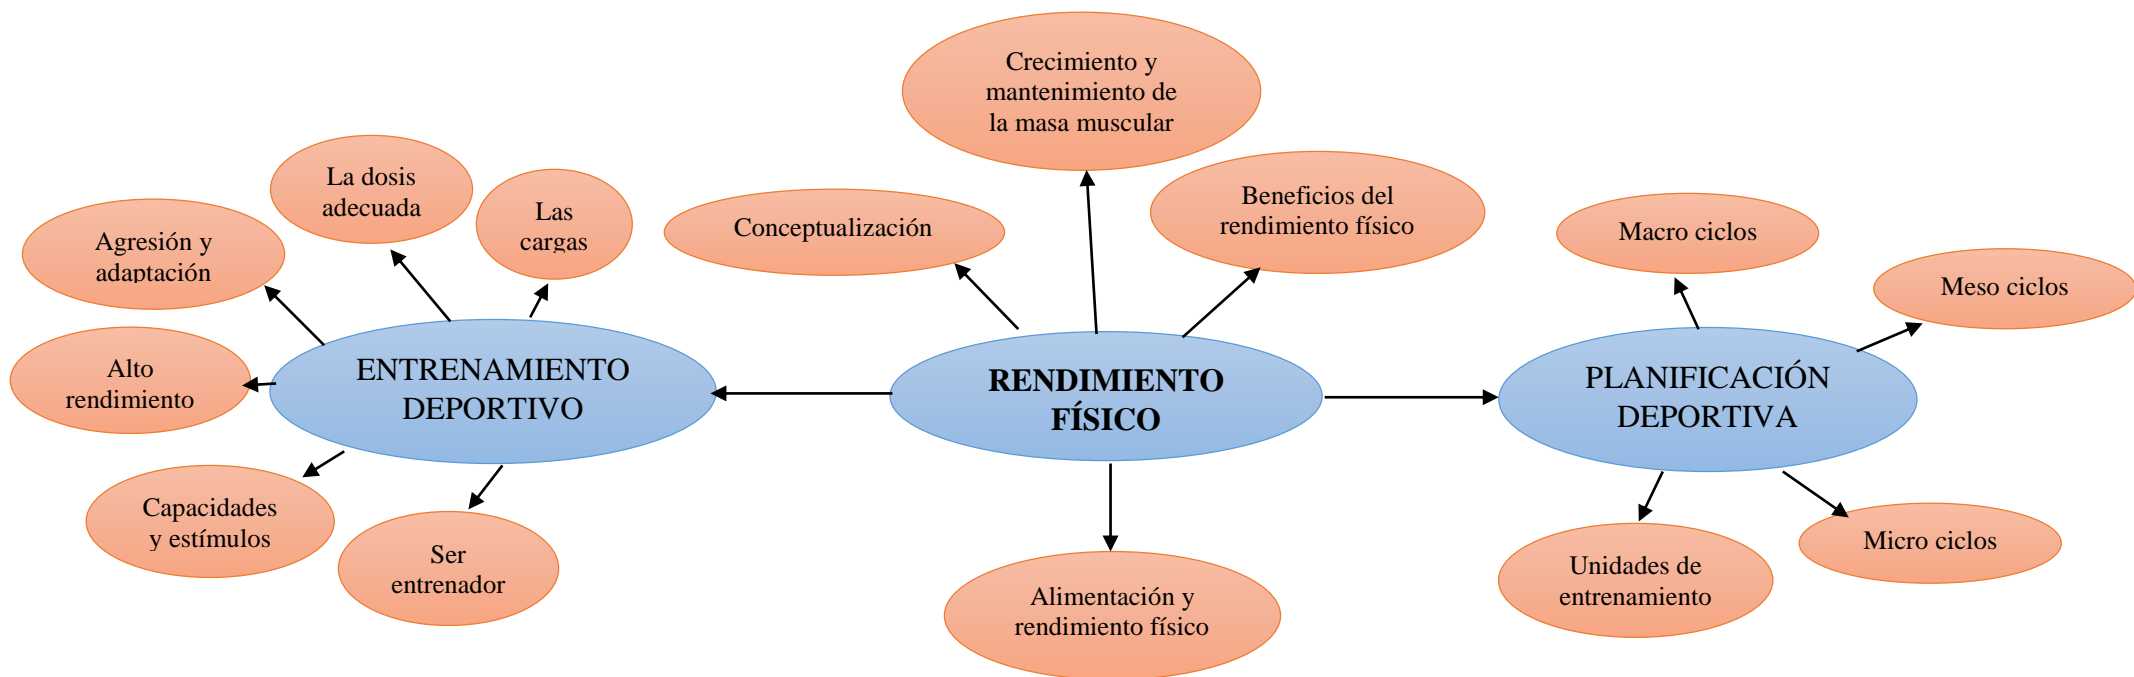 Crecimiento y
mantenimiento de
la masa muscular
La dosis
adecuada
Las
cargas
Agresión y
adaptación
Conceptualización
Beneficios del
rendimiento físico
Macro ciclos
Meso ciclos
Alto
rendimiento
ENTRENAMIENTO
DEPORTIVO
RENDIMIENTO
FÍSICO
PLANIFICACIÓN
DEPORTIVA
Capacidades
y estímulos
Ser
entrenador
Alimentación y
rendimiento físico
Unidades de
entrenamiento
Micro ciclos